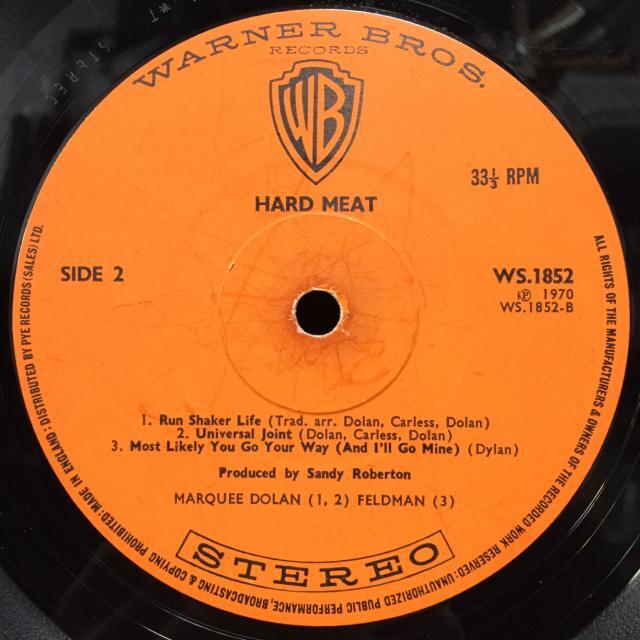 WARNER BROS.
RECORDS
WB
HARD MEAT
33⅓ RPM
SIDE 2
WS.1852
Ⓟ 1970
WS.1852-B
1. Run Shaker Life (Trad. arr. Dolan, Carless, Dolan)
2. Universal Joint (Dolan, Carless, Dolan)
3. Most Likely You Go Your Way (And I'll Go Mine) (Dylan)
Produced by Sandy Roberton
MARQUEE DOLAN (1, 2) FELDMAN (3)
STEREO
ALL RIGHTS OF THE MANUFACTURERS & OWNERS OF THE RECORDED WORK RESERVED: UNAUTHORIZED PUBLIC PERFORMANCE, BROADCASTING & COPYING PROHIBITED: MADE IN ENGLAND: DISTRIBUTED BY PYE RECORDS (SALES) LTD.